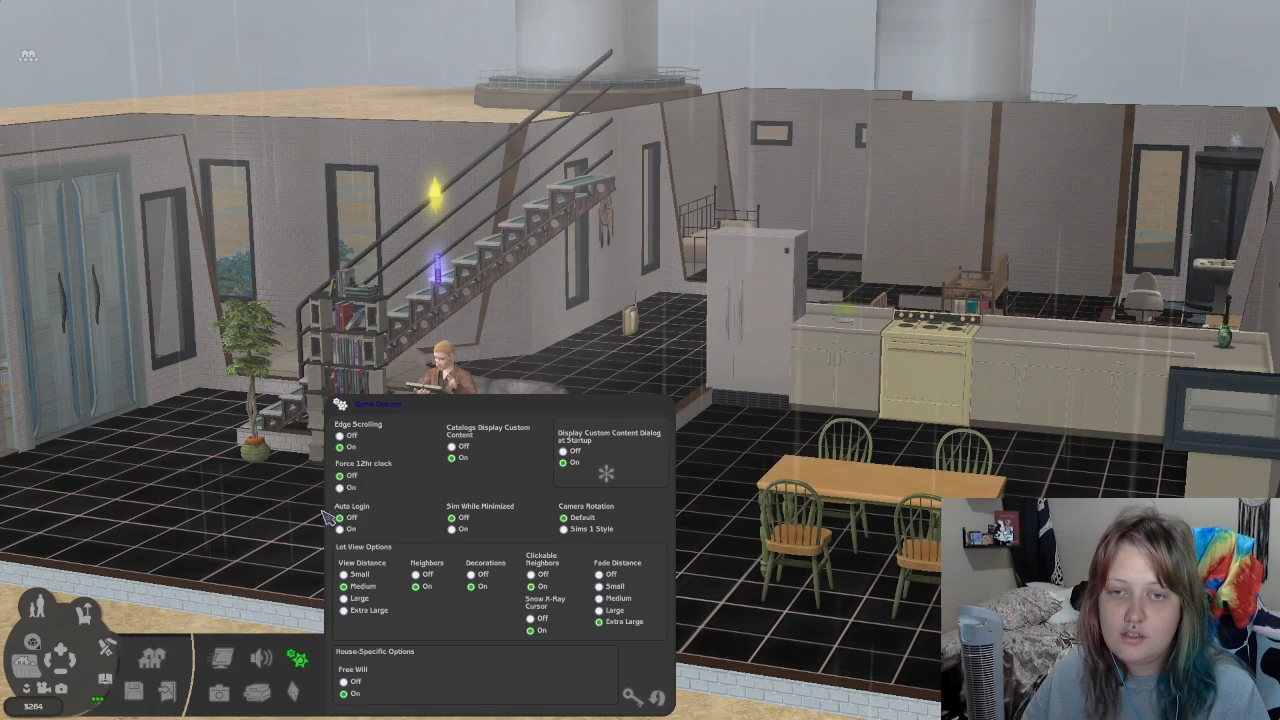 Game Options
Edge Scrolling
Off
On
Catalogs Display Custom
Content
Off
On
Display Custom Content Dialog
at Startup
Off
On
Force 12hr clock
Off
On
Auto Login
Off
On
Sim While Minimized
Off
On
Camera Rotation
Default
Sims 1 Style
Lot View Options
View Distance
Small
Medium
Large
Extra Large
Neighbors
Off
On
Decorations
Off
On
Clickable
Neighbors
Off
On
Snow X-Ray
Cursor
Off
On
Fade Distance
Off
Small
Medium
Large
Extra Large
House-Specific Options
Free Will
Off
On
$264